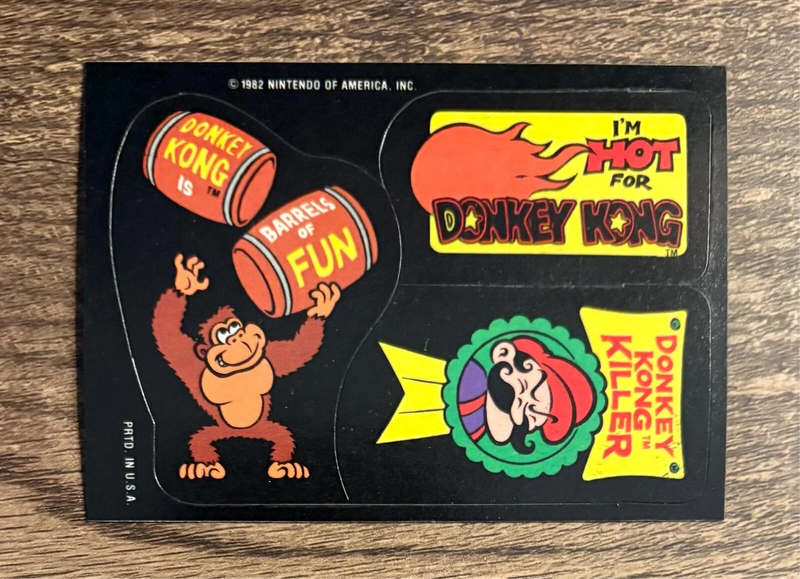 © 1982 NINTENDO OF AMERICA, INC.
DONKEY
KONG
IS TM
BARRELS
OF
FUN
I'M
HOT
FOR
DONKEY KONG
TM
DONKEY
KONG TM
KILLER
PRTD. IN U.S.A.